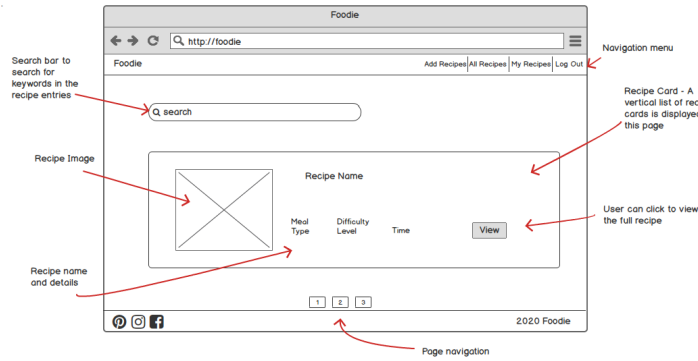 Foodie
http://foodie
Foodie
Add Recipes All Recipes My Recipes Log Out
Navigation menu
Search bar to
search for
keywords in the
recipe entries
search
Recipe Card - A
vertical list of
cards is displayed
this page
Recipe Image
Recipe Name
Meal
Type
Difficulty
Level
Time
View
User can click to view
the full recipe
Recipe name
and details
1 2 3
2020 Foodie
Page navigation